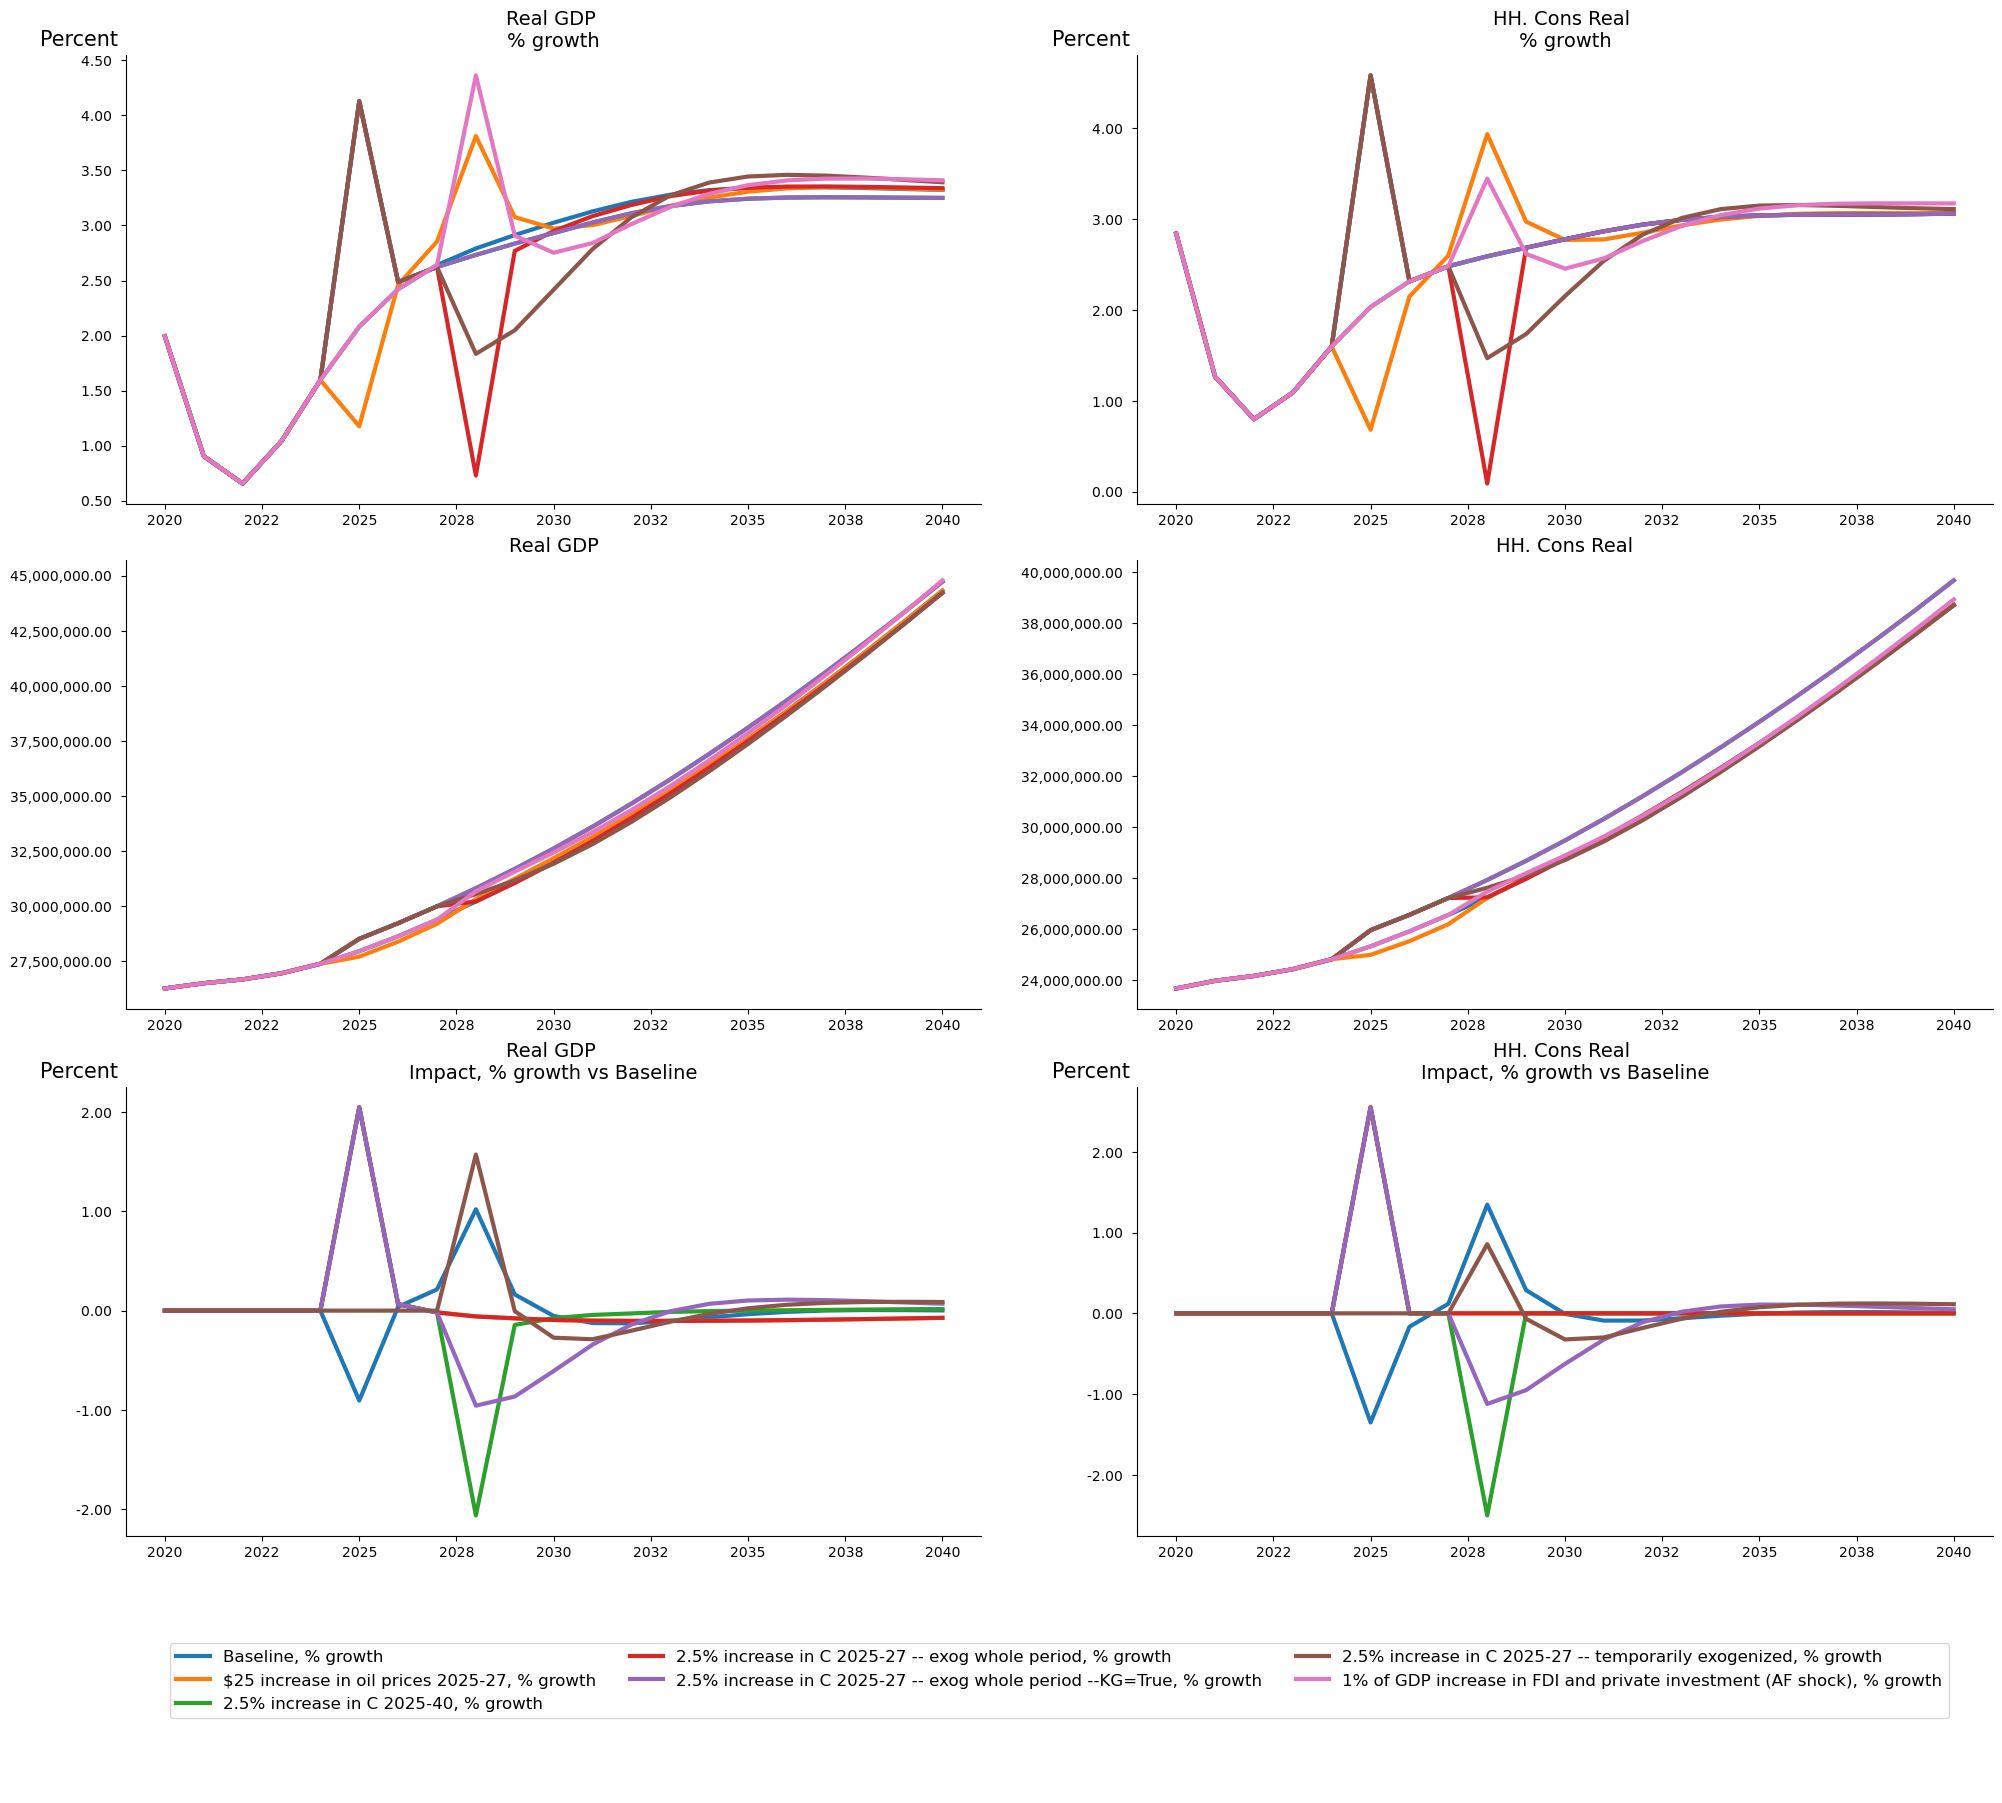 Real GDP
% growth
Percent
4.50
4.00
3.50
3.00
2.50
2.00
1.50
1.00
0.50
2020 2022 2025 2028 2030 2032 2035 2038 2040
HH. Cons Real
% growth
Percent
4.00
3.00
2.00
1.00
0.00
2020 2022 2025 2028 2030 2032 2035 2038 2040
Real GDP
45,000,000.00
42,500,000.00
40,000,000.00
37,500,000.00
35,000,000.00
32,500,000.00
30,000,000.00
27,500,000.00
2020 2022 2025 2028 2030 2032 2035 2038 2040
HH. Cons Real
40,000,000.00
38,000,000.00
36,000,000.00
34,000,000.00
32,000,000.00
30,000,000.00
28,000,000.00
26,000,000.00
24,000,000.00
2020 2022 2025 2028 2030 2032 2035 2038 2040
Real GDP
Impact, % growth vs Baseline
Percent
2.00
1.00
0.00
-1.00
-2.00
2020 2022 2025 2028 2030 2032 2035 2038 2040
HH. Cons Real
Impact, % growth vs Baseline
Percent
2.00
1.00
0.00
-1.00
-2.00
2020 2022 2025 2028 2030 2032 2035 2038 2040
Baseline, % growth
$25 increase in oil prices 2025-27, % growth
2.5% increase in C 2025-40, % growth
2.5% increase in C 2025-27 -- exog whole period, % growth
2.5% increase in C 2025-27 -- exog whole period --KG=True, % growth
2.5% increase in C 2025-27 -- temporarily exogenized, % growth
1% of GDP increase in FDI and private investment (AF shock), % growth